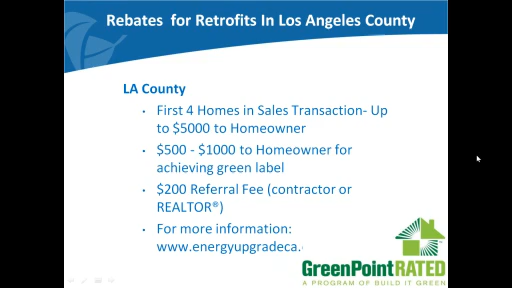 Rebates  for Retrofits In Los Angeles County
LA County
• First 4 Homes in Sales Transaction- Up
to $5000 to Homeowner
• $500 - $1000 to Homeowner for
achieving green label
• $200 Referral Fee (contractor or
REALTOR®)
• For more information:
www.energyupgradeca.
GreenPointRATED
A PROGRAM OF BUILD IT GREEN